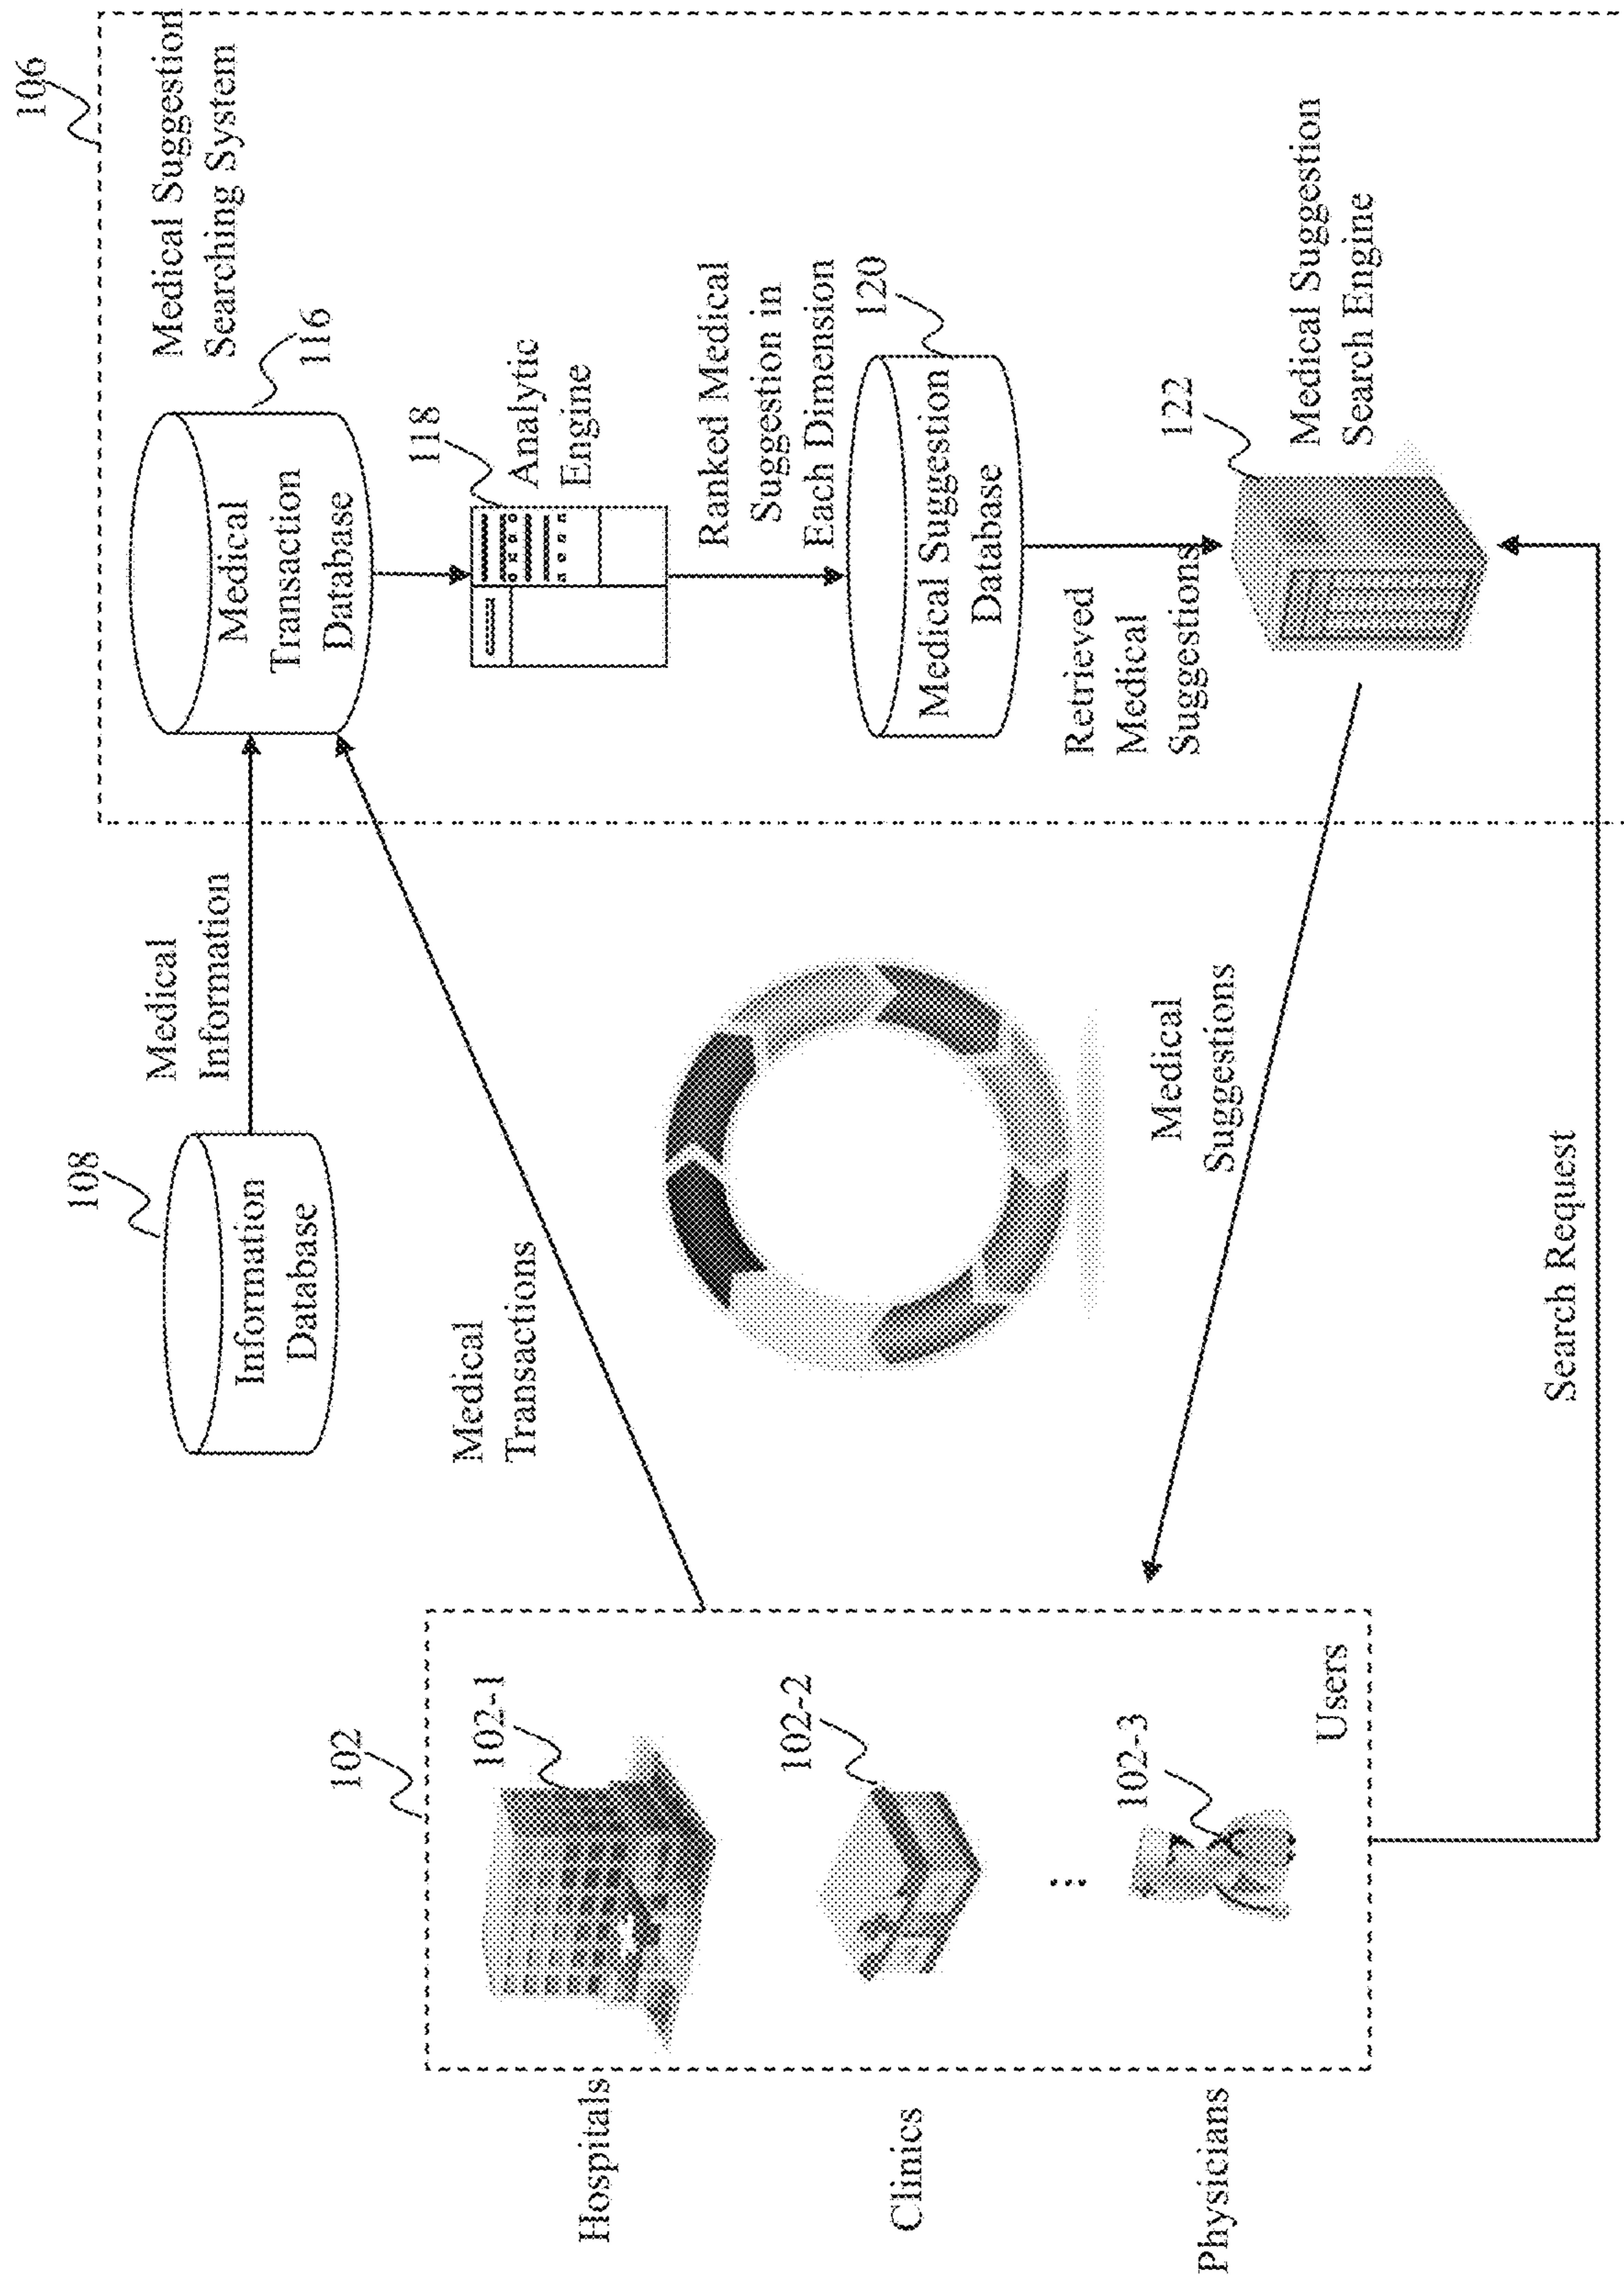 106
Medical Suggestion
Searching System
108
Information
Database
Medical
Information
116
Medical
Transaction
Database
118
Analytic
Engine
Medical
Transactions
Ranked Medical
Suggestion in
Each Dimension
120
Medical Suggestion
Database
Retrieved
Medical
Suggestions
122
Medical Suggestion
Search Engine
Medical
Suggestions
102
Hospitals
102-1
Clinics
102-2
Physicians
102-3
Users
Search Request